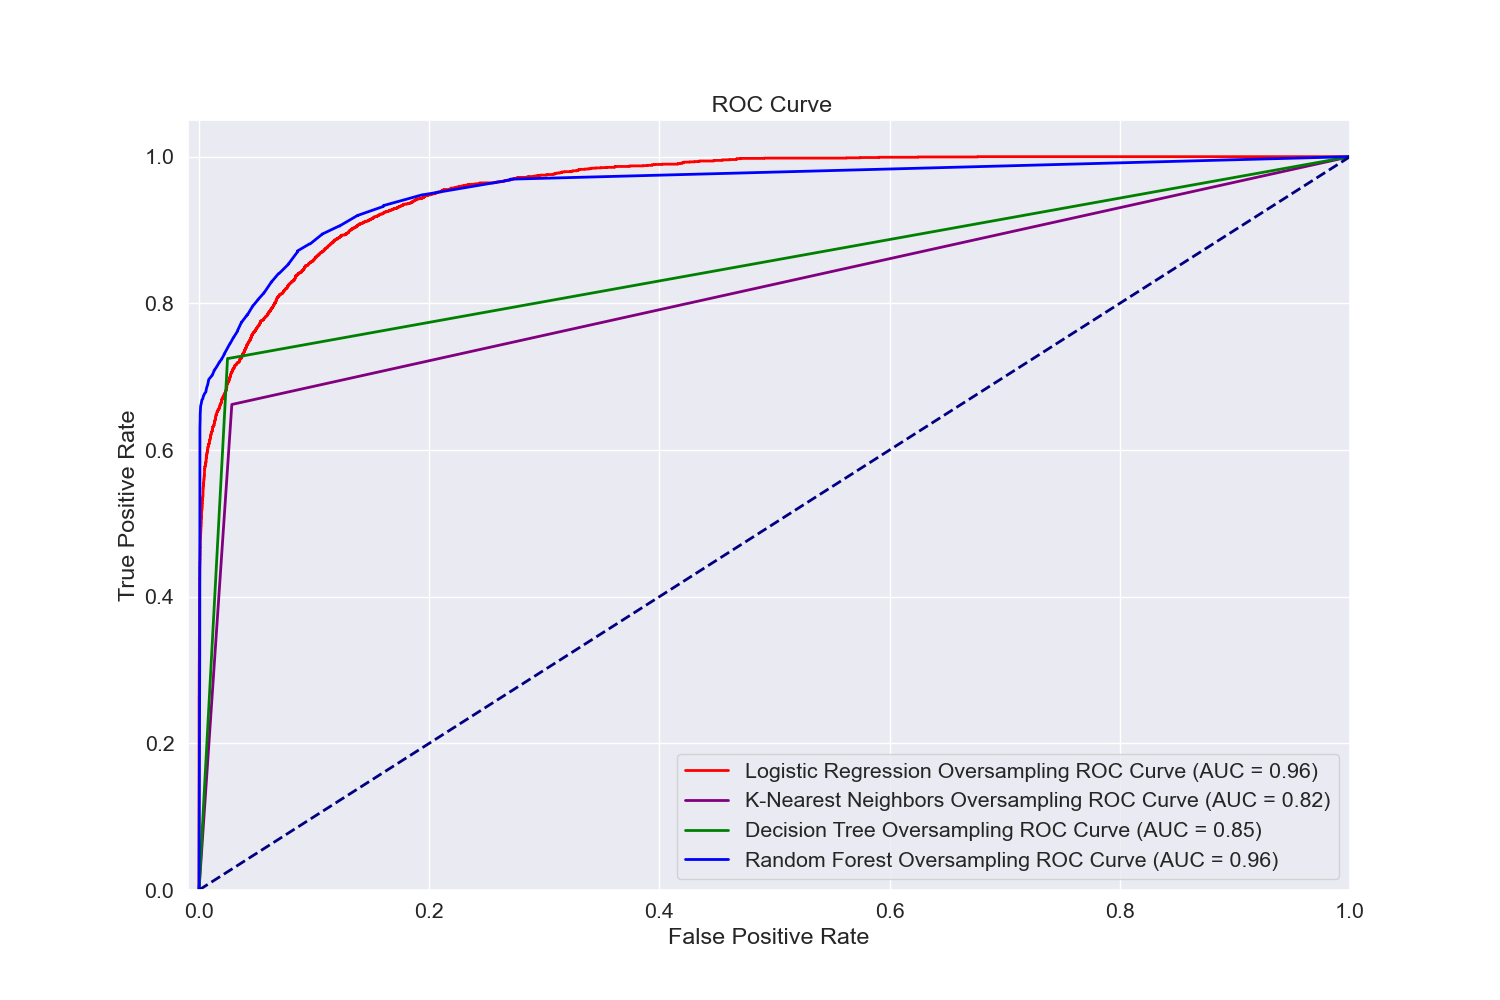 ROC Curve
1.0
0.8
0.6
0.4
0.2
0.0
True Positive Rate
Logistic Regression Oversampling ROC Curve (AUC = 0.96)
K-Nearest Neighbors Oversampling ROC Curve (AUC = 0.82)
Decision Tree Oversampling ROC Curve (AUC = 0.85)
Random Forest Oversampling ROC Curve (AUC = 0.96)
0.0 0.2 0.4 0.6 0.8 1.0
False Positive Rate